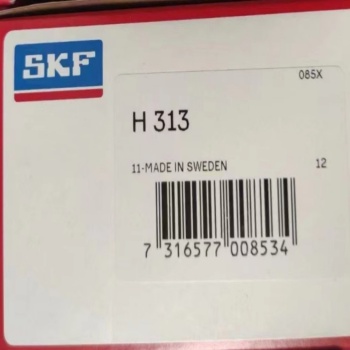 SKF
085X
H 313
11-MADE IN SWEDEN 12
7 316577 008534